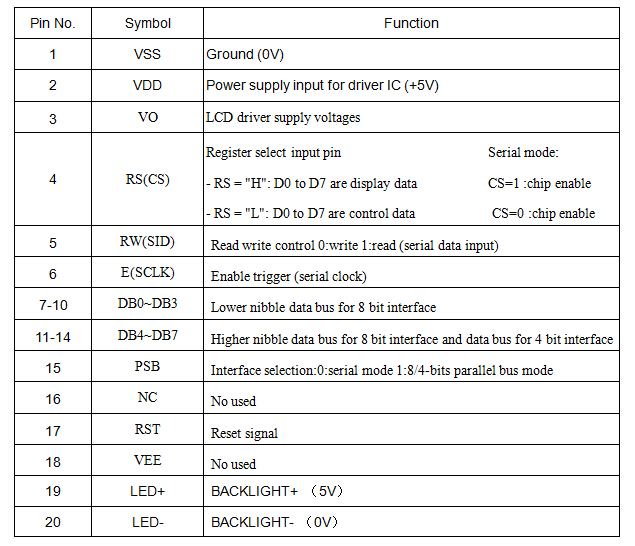 Pin No. Symbol Function
1 VSS Ground (0V)
2 VDD Power supply input for driver IC (+5V)
3 VO LCD driver supply voltages
Register select input pin Serial mode:
4 RS(CS) - RS = "H": D0 to D7 are display data CS=1 :chip enable
- RS = "L": D0 to D7 are control data CS=0 :chip enable
5 RW(SID) Read write control 0:write 1:read (serial data input)
6 E(SCLK) Enable trigger (serial clock)
7-10 DB0~DB3 Lower nibble data bus for 8 bit interface
11-14 DB4~DB7 Higher nibble data bus for 8 bit interface and data bus for 4 bit interface
15 PSB Interface selection:0:serial mode 1:8/4-bits parallel bus mode
16 NC No used
17 RST Reset signal
18 VEE No used
19 LED+ BACKLIGHT+ （5V）
20 LED- BACKLIGHT- （0V）